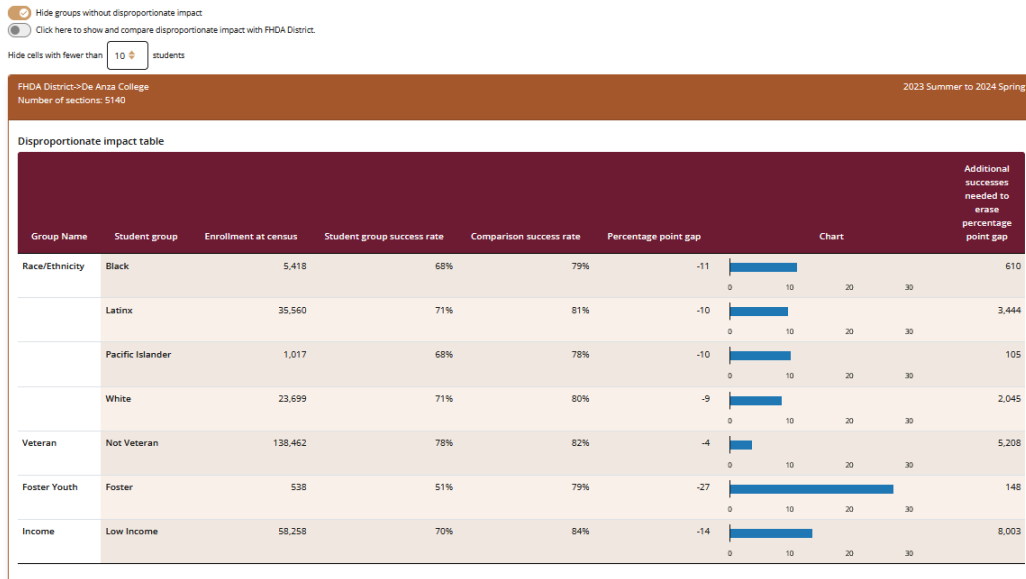 Hide groups without disproportionate impact
Click here to show and compare disproportionate impact with FHDA District.
Hide cells with fewer than 10 students
FHDA District->De Anza College 2023 Summer to 2024 Spring
Number of sections: 5140
Disproportionate impact table
Group Name Student group Enrollment at census Student group success rate Comparison success rate Percentage point gap Chart Additional successes needed to erase percentage point gap
Race/Ethnicity Black 5,418 68% 79% -11 610
0 10 20 30
Latinx 35,560 71% 81% -10 3,444
0 10 20 30
Pacific Islander 1,017 68% 78% -10 105
0 10 20 30
White 23,699 71% 80% -9 2,045
0 10 20 30
Veteran Not Veteran 138,462 78% 82% -4 5,208
0 10 20 30
Foster Youth Foster 538 51% 79% -27 148
0 10 20 30
Income Low Income 58,258 70% 84% -14 8,003
0 10 20 30